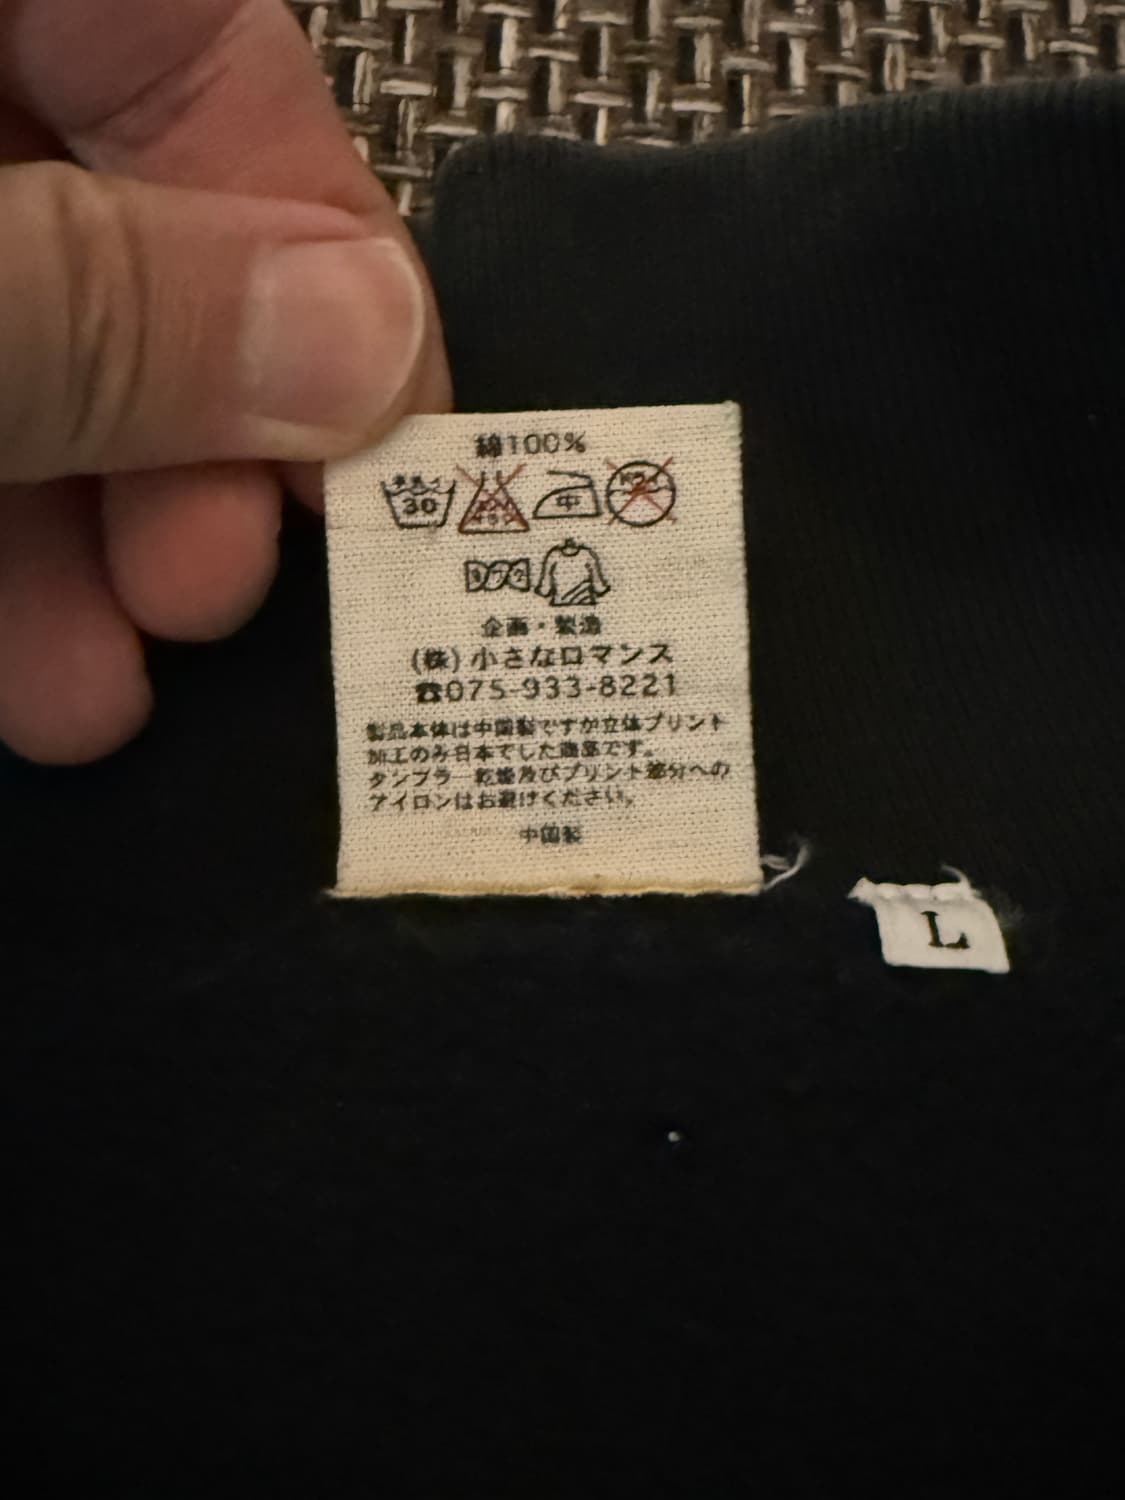 綿100%
30
中
企画・製造
(株)小さなロマンス
☎075-933-8221
製品本体は中国製ですが立体プリント
加工のみ日本でした商品です。
タンブラー乾燥及びプリント部分への
アイロンはお避けください。
中国製
L